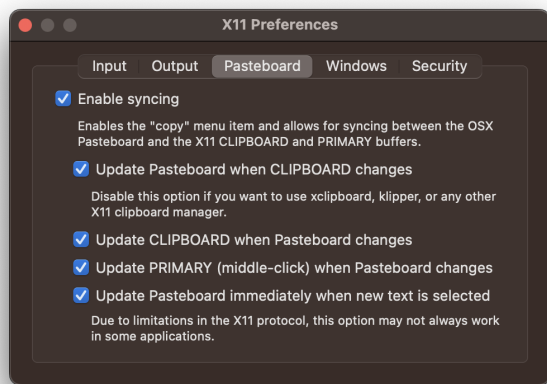 X11 Preferences
Input Output Pasteboard Windows Security
Enable syncing
Enables the "copy" menu item and allows for syncing between the OSX
Pasteboard and the X11 CLIPBOARD and PRIMARY buffers.
Update Pasteboard when CLIPBOARD changes
Disable this option if you want to use xclipboard, klipper, or any other
X11 clipboard manager.
Update CLIPBOARD when Pasteboard changes
Update PRIMARY (middle-click) when Pasteboard changes
Update Pasteboard immediately when new text is selected
Due to limitations in the X11 protocol, this option may not always work
in some applications.